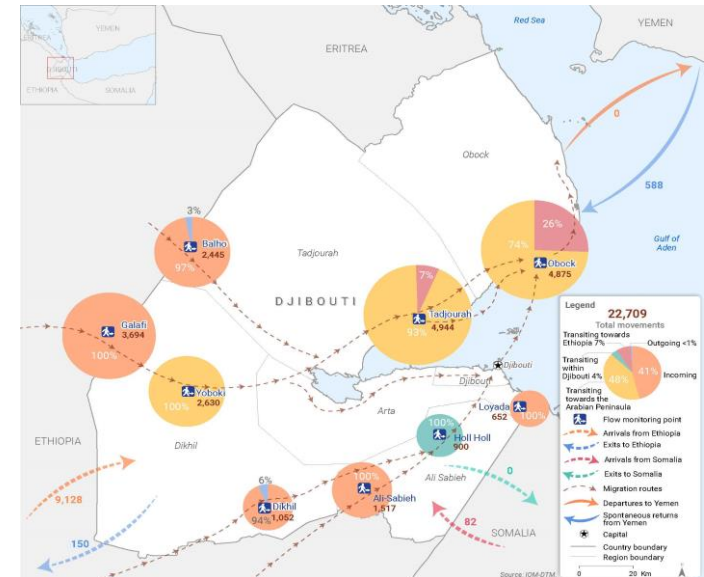 YEMEN
ERITREA
ETHIOPIA
SOMALIA
Red Sea
YEMEN
ERITREA
0
Obock
588
3%
Balho
2,445
97%
Tadjourah
26%
74%
Obock
4,875
Gulf of
Aden
DJIBOUTI
7%
Tadjourah
4,944
93%
Galafi
3,694
100%
Yoboki
2,630
100%
Djibouti
Djibouti
Arta
Loyada
652
100%
ETHIOPIA
Dikhil
100%
Holl Holl
900
Ali Sabieh
0
9,128
6%
Dikhil
1,052
94%
100%
Ali-Sabieh
1,517
150
82
SOMALIA
Source: IOM-DTM
Legend
22,709
Total movements
Transiting towards
Ethiopia 7%
Outgoing <1%
Transiting
within
Djibouti 4%
48%
41%
Incoming
Transiting
towards the
Arabian Peninsula
Flow monitoring point
Arrivals from Ethiopia
Exits to Ethiopia
Arrivals from Somalia
Exits to Somalia
Migration routes
Departures to Yemen
Spontaneous returns
from Yemen
Capital
Country boundary
Region boundary
0 20 Km